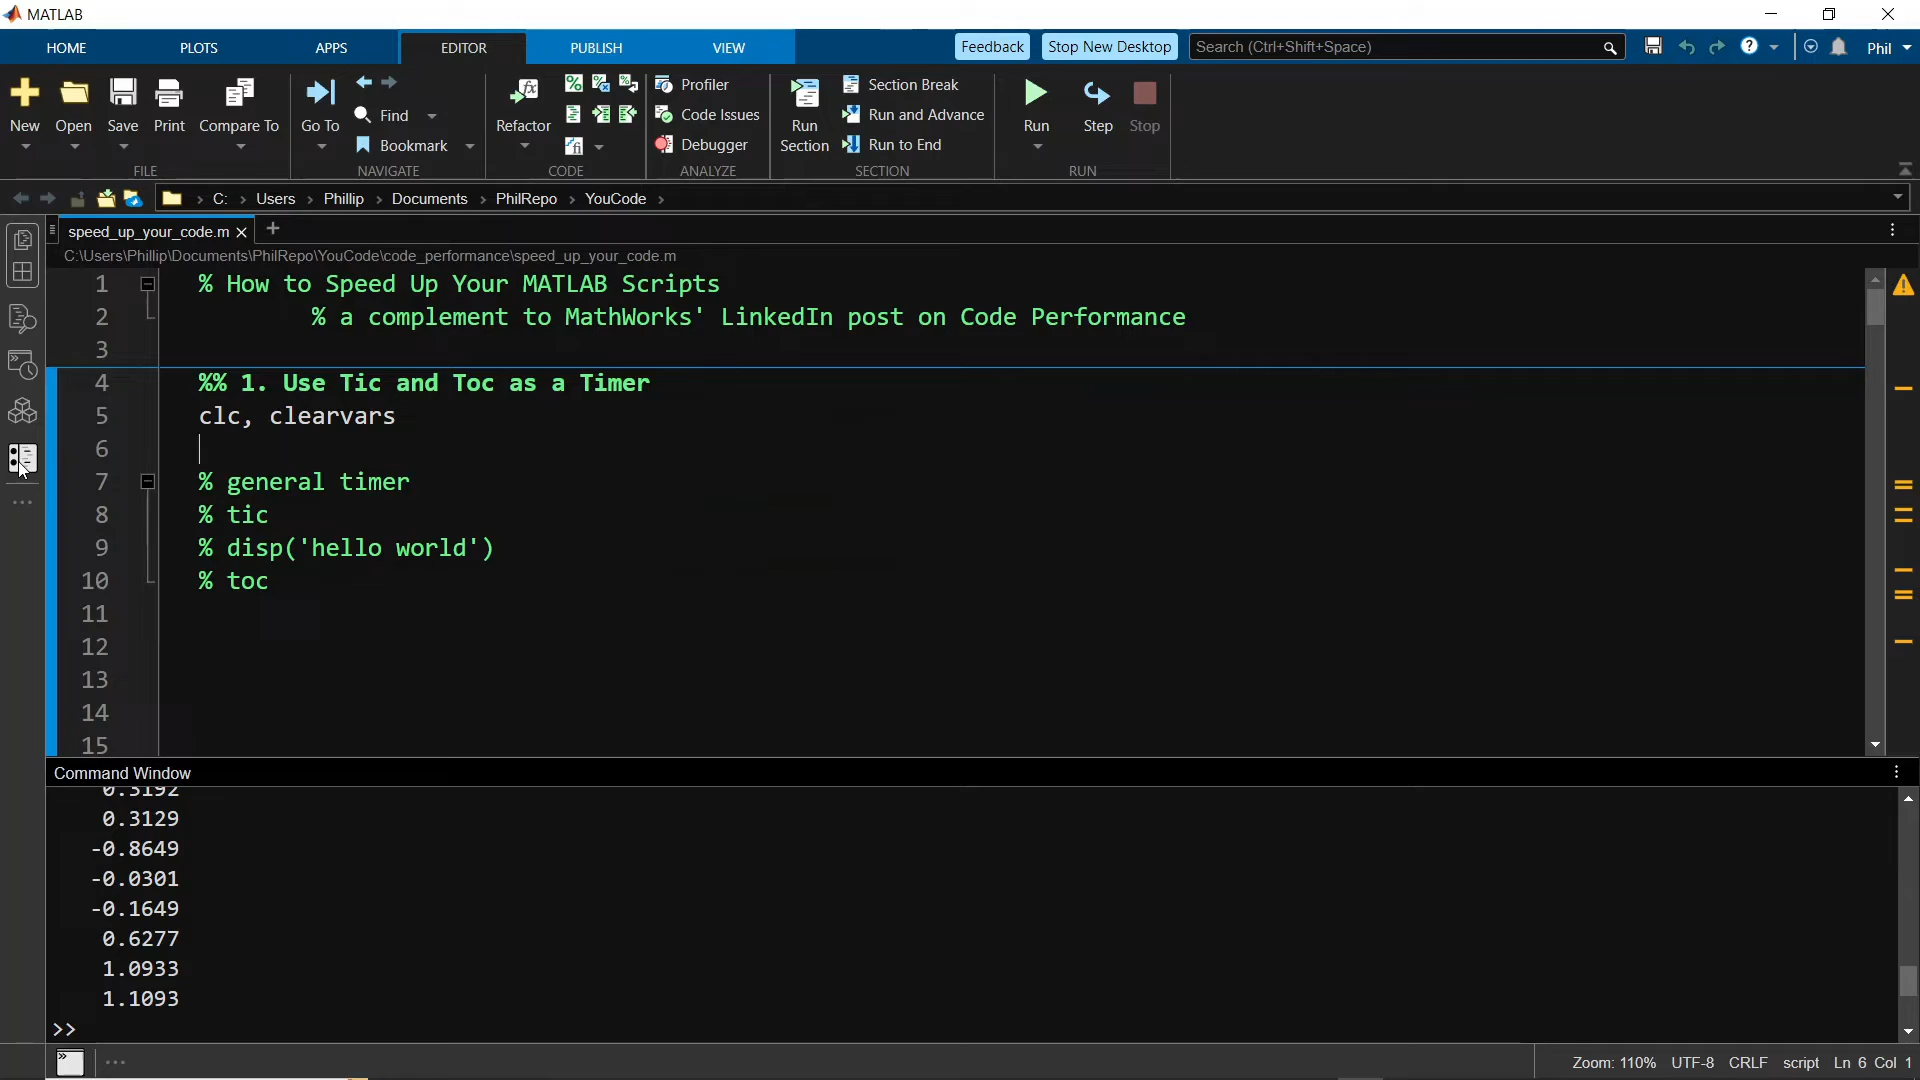 MATLAB
HOME PLOTS APPS EDITOR PUBLISH VIEW Feedback Stop New Desktop Search (Ctrl+Shift+Space) Phil
New Open Save Print Compare To Go To Find Bookmark Refactor Profiler Code Issues Debugger Run Section Section Break Run and Advance Run to End Run Step Stop
FILE NAVIGATE CODE ANALYZE SECTION RUN
C: › Users › Phillip › Documents › PhilRepo › YouCode ›
speed_up_your_code.m
C:\Users\Phillip\Documents\PhilRepo\YouCode\code_performance\speed_up_your_code.m
1 % How to Speed Up Your MATLAB Scripts
2 % a complement to MathWorks' LinkedIn post on Code Performance
3
4 %% 1. Use Tic and Toc as a Timer
5 clc, clearvars
6
7 % general timer
8 % tic
9 % disp('hello world')
10 % toc
11
12
13
14
15
Command Window
0.3192
0.3129
-0.8649
-0.0301
-0.1649
0.6277
1.0933
1.1093
>>
Zoom: 110% UTF-8 CRLF script Ln 6 Col 1